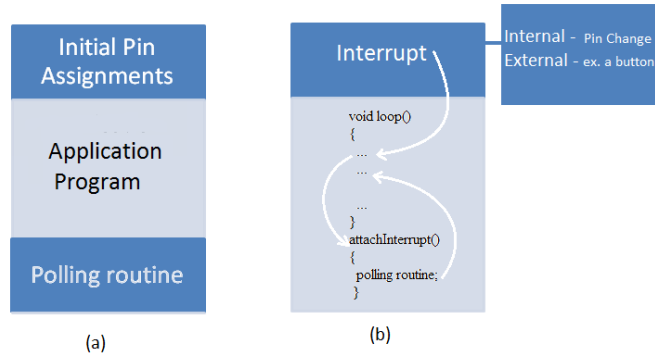 Initial Pin
Assignments
Application
Program
Polling routine
(a)
Interrupt
Internal - Pin Change
External - ex. a button
void loop()
{
...
...
...
}
attachInterrupt()
{
polling routine;
}
(b)